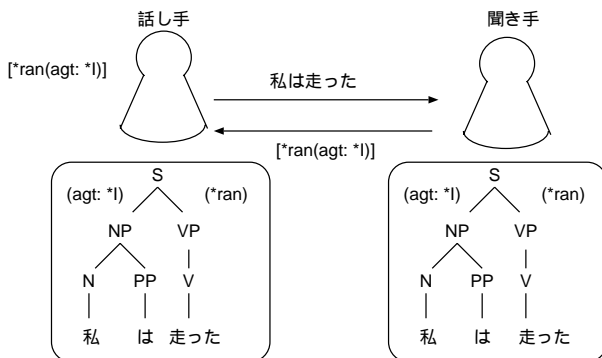 話し手 聞き手
[*ran(agt: *I)]
私は走った
[*ran(agt: *I)]
S S
(agt: *I) (*ran) (agt: *I) (*ran)
NP VP NP VP
N PP V N PP V
私 は 走った 私 は 走った